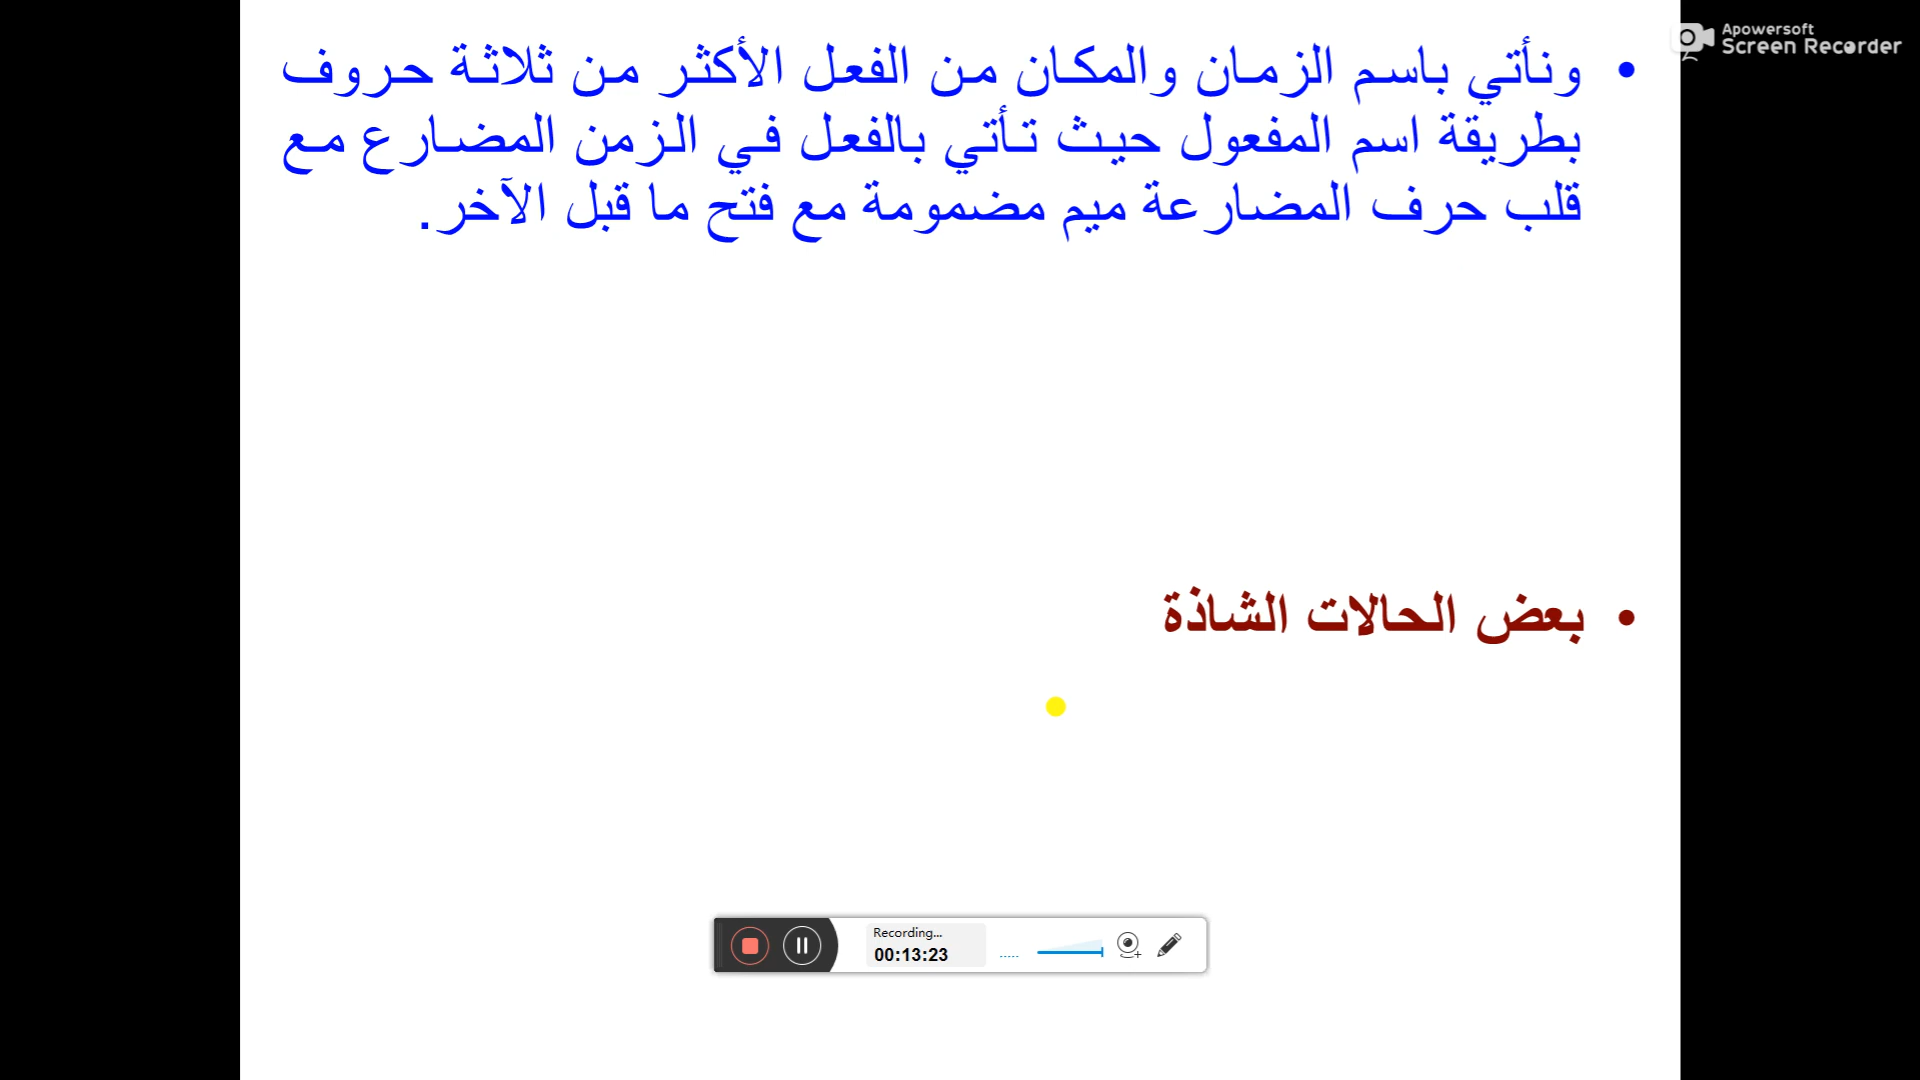 Apowersoft
Screen Recorder
• ونأتي باسم الزمان والمكان من الفعل الأكثر من ثلاثة حروف
بطريقة اسم المفعول حيث تأتي بالفعل في الزمن المضارع مع
قلب حرف المضارعة ميم مضمومة مع فتح ما قبل الآخر.
• بعض الحالات الشاذة
Recording...
00:13:23